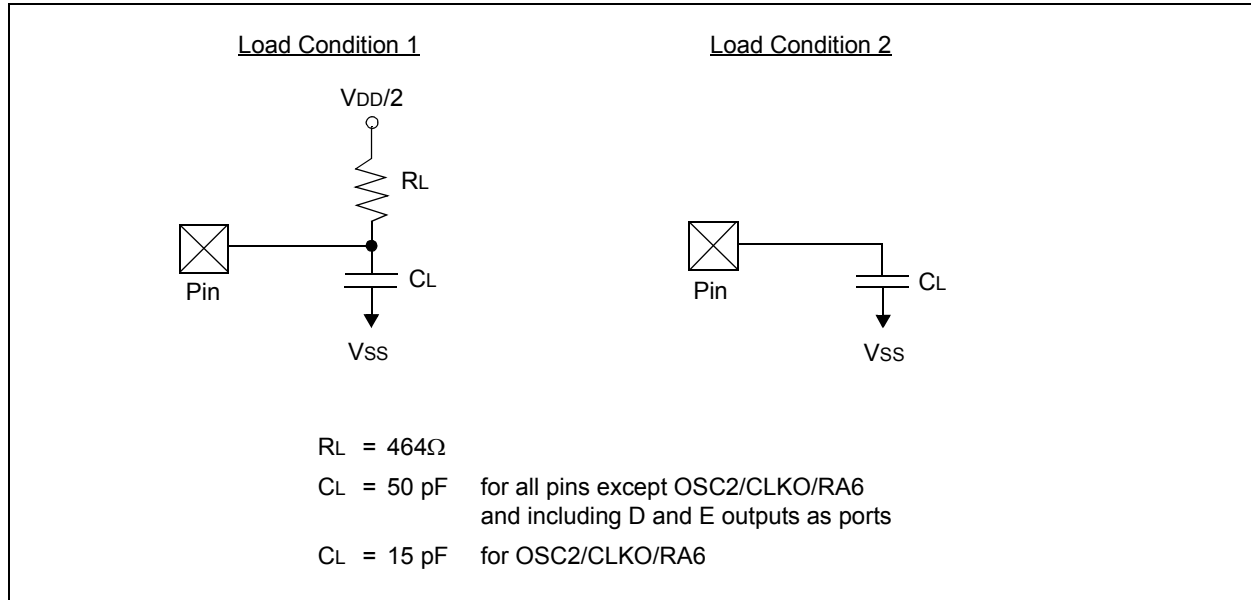 Load Condition 1
Load Condition 2
VDD/2
RL
Pin
CL
VSS
Pin
CL
VSS
RL = 464Ω
CL = 50 pF for all pins except OSC2/CLKO/RA6
and including D and E outputs as ports
CL = 15 pF for OSC2/CLKO/RA6